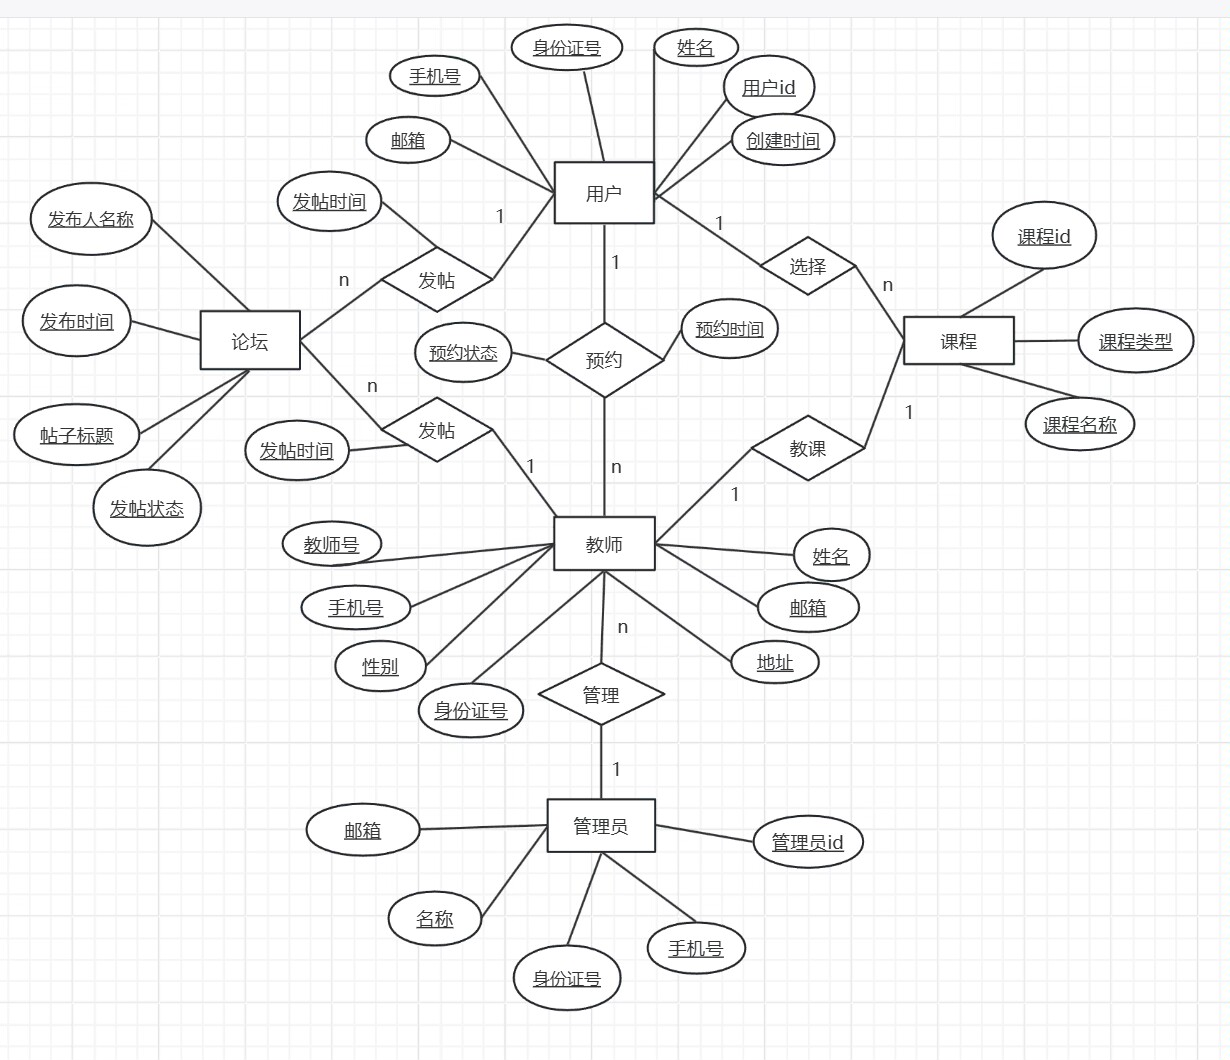 身份证号
姓名
手机号
用户id
邮箱
创建时间
用户
发帖时间
1
1
发布人名称
课程id
1
选择
n
发帖
n
发布时间
论坛
预约状态
预约
预约时间
课程
课程类型
n
帖子标题
发帖
1
课程名称
发帖时间
1
n
教课
1
发帖状态
教师号
教师
姓名
手机号
n
邮箱
性别
地址
身份证号
管理
1
邮箱
管理员
管理员id
名称
手机号
身份证号